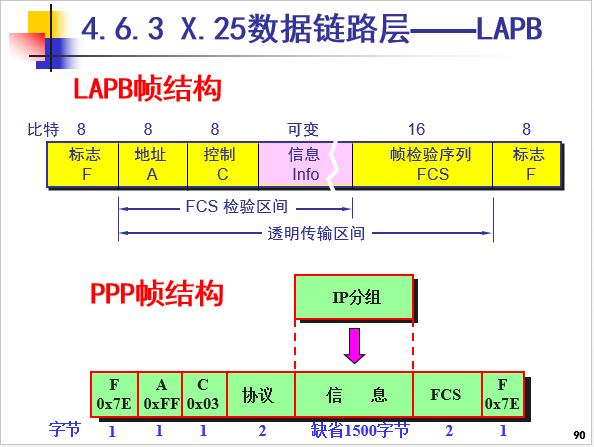 4.6.3 X.25数据链路层——LAPB
LAPB帧结构
比特 8 8 8 可变 16 8
标志 地址 控制 信息 帧检验序列 标志
F A C Info FCS F
FCS 检验区间
透明传输区间
PPP帧结构
IP分组
F A C F
协议 信 息 FCS
0x7E 0xFF 0x03 0x7E
字节 1 1 1 2 缺省1500字节 2 1
90